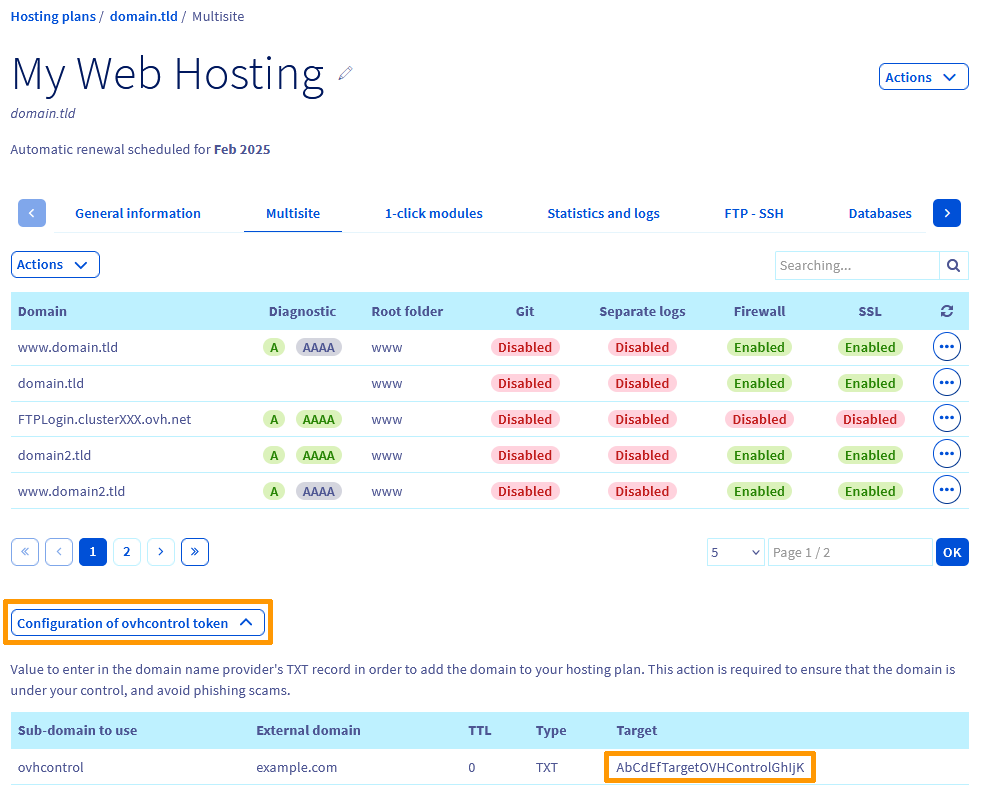 Hosting plans / domain.tld / Multisite
My Web Hosting
Actions
domain.tld
Automatic renewal scheduled for Feb 2025
General information Multisite 1-click modules Statistics and logs FTP - SSH Databases
Actions
Searching...
Domain Diagnostic Root folder Git Separate logs Firewall SSL
www.domain.tld A AAAA www Disabled Disabled Enabled Enabled
domain.tld www Disabled Disabled Enabled Enabled
FTPLogin.clusterXXX.ovh.net A AAAA www Disabled Disabled Disabled Disabled
domain2.tld A AAAA www Disabled Disabled Enabled Enabled
www.domain2.tld A AAAA www Disabled Disabled Enabled Enabled
« ‹ 1 2 › » 5 Page 1 / 2 OK
Configuration of ovhcontrol token
Value to enter in the domain name provider's TXT record in order to add the domain to your hosting plan. This action is required to ensure that the domain is
under your control, and avoid phishing scams.
Sub-domain to use External domain TTL Type Target
ovhcontrol example.com 0 TXT AbCdEfTargetOVHControlGhIjK